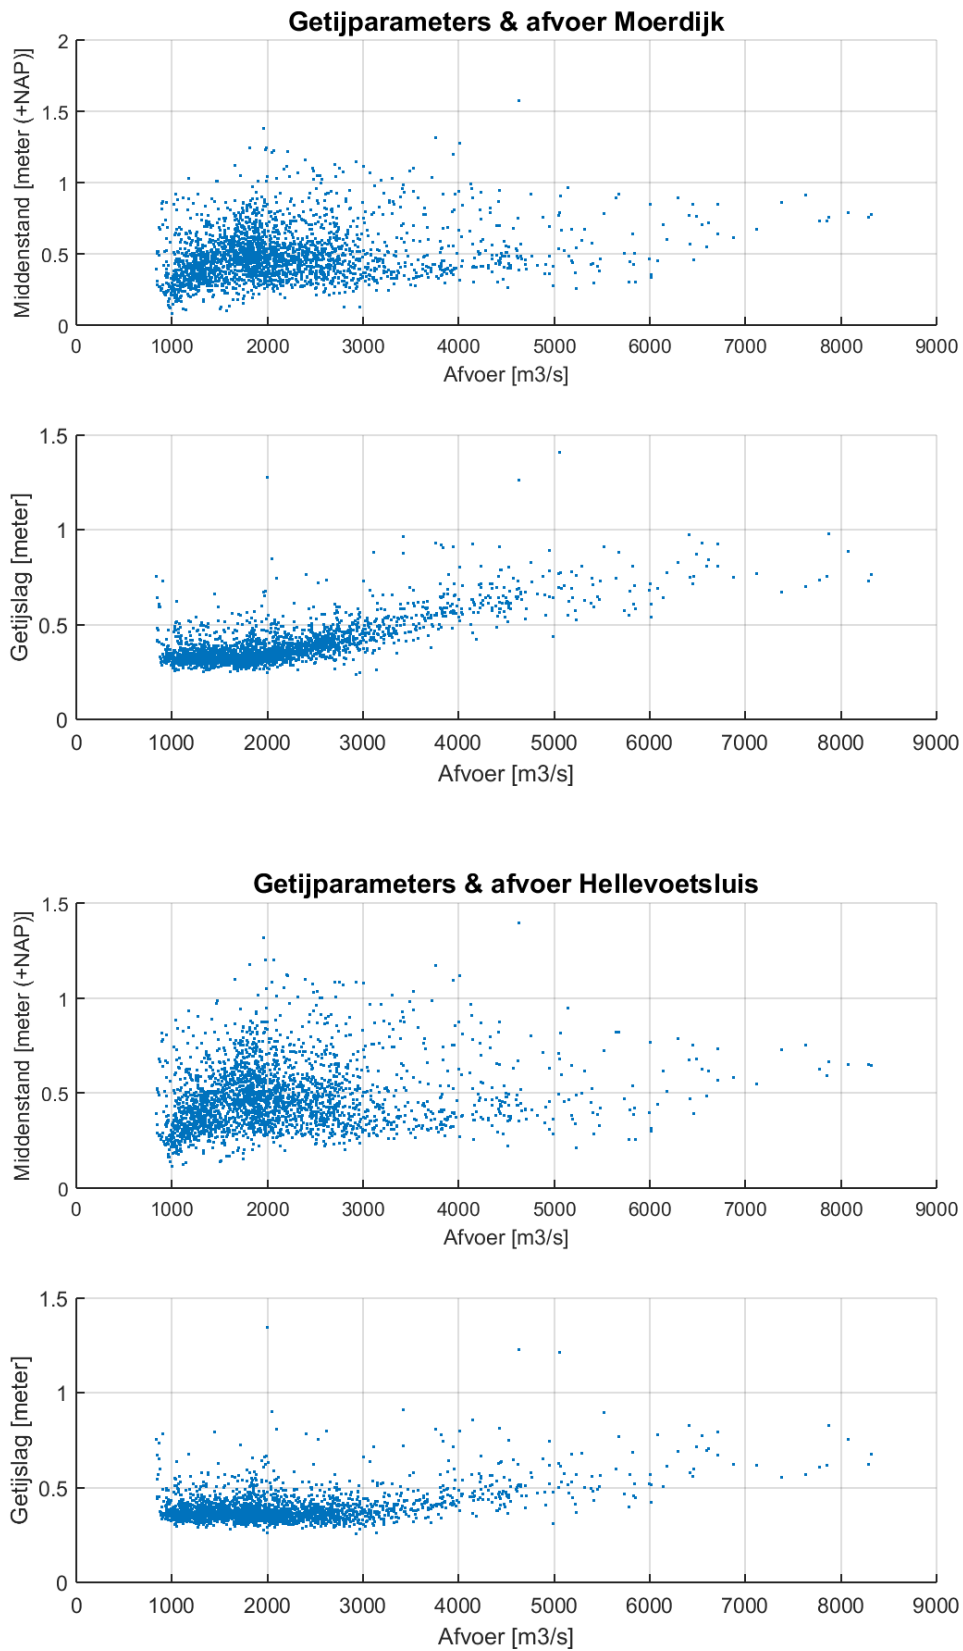 Getijparameters & afvoer Moerdijk
2
1.5
1
0.5
0
Middenstand [meter (+NAP)]
0 1000 2000 3000 4000 5000 6000 7000 8000 9000
Afvoer [m3/s]
1.5
1
0.5
0
Getijslag [meter]
0 1000 2000 3000 4000 5000 6000 7000 8000 9000
Afvoer [m3/s]
Getijparameters & afvoer Hellevoetsluis
1.5
1
0.5
0
Middenstand [meter (+NAP)]
0 1000 2000 3000 4000 5000 6000 7000 8000 9000
Afvoer [m3/s]
1.5
1
0.5
0
Getijslag [meter]
0 1000 2000 3000 4000 5000 6000 7000 8000 9000
Afvoer [m3/s]